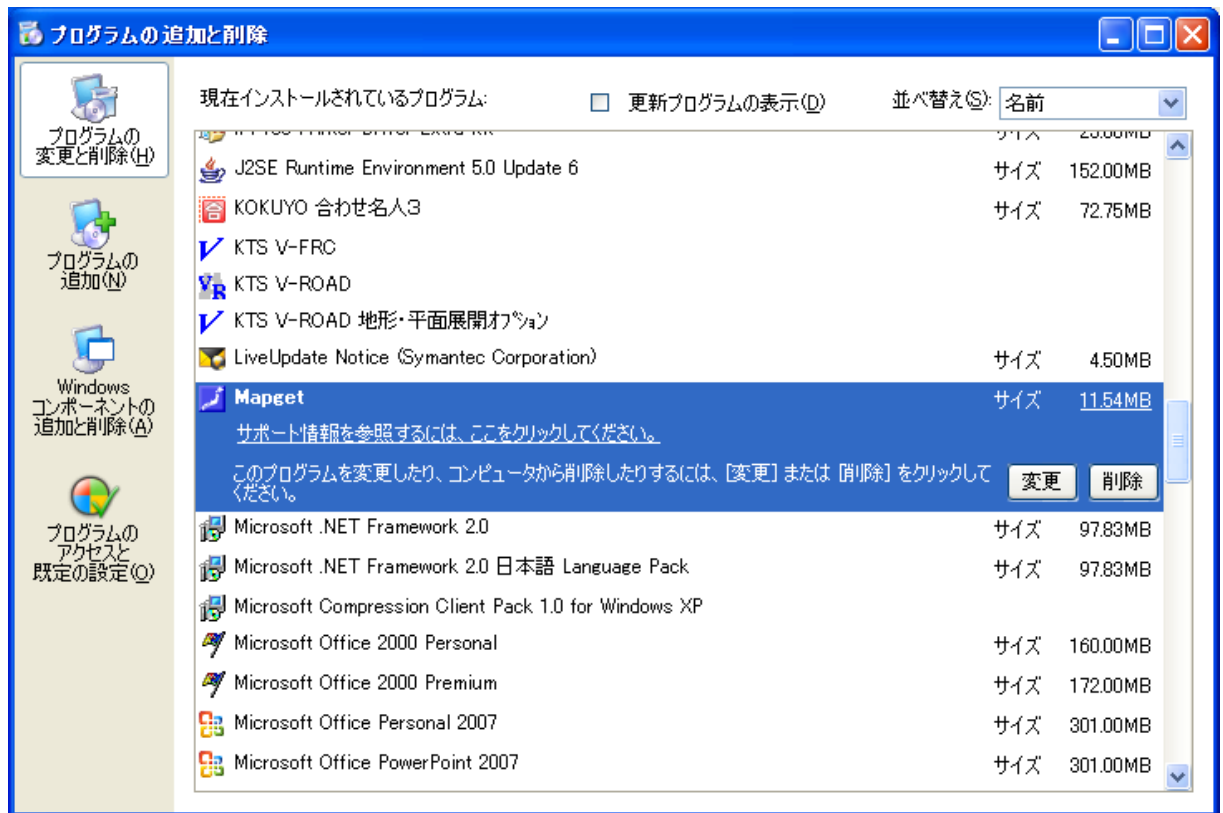 プログラムの追加と削除
プログラムの
変更と削除(H)
プログラムの
追加(N)
Windows
コンポーネントの
追加と削除(A)
プログラムの
アクセスと
既定の設定(O)
現在インストールされているプログラム:
更新プログラムの表示(D)
並べ替え(S): 名前
サイズ 25.00MB
J2SE Runtime Environment 5.0 Update 6 サイズ 152.00MB
KOKUYO 合わせ名人3 サイズ 72.75MB
KTS V-FRC
KTS V-ROAD
KTS V-ROAD 地形・平面展開ｵﾌﾟｼｮﾝ
LiveUpdate Notice (Symantec Corporation) サイズ 4.50MB
Mapget サイズ 11.54MB
サポート情報を参照するには、ここをクリックしてください。
このプログラムを変更したり、コンピュータから削除したりするには、[変更] または [削除] をクリックして
ください。
変更 削除
Microsoft .NET Framework 2.0 サイズ 97.83MB
Microsoft .NET Framework 2.0 日本語 Language Pack サイズ 97.83MB
Microsoft Compression Client Pack 1.0 for Windows XP
Microsoft Office 2000 Personal サイズ 160.00MB
Microsoft Office 2000 Premium サイズ 172.00MB
Microsoft Office Personal 2007 サイズ 301.00MB
Microsoft Office PowerPoint 2007 サイズ 301.00MB